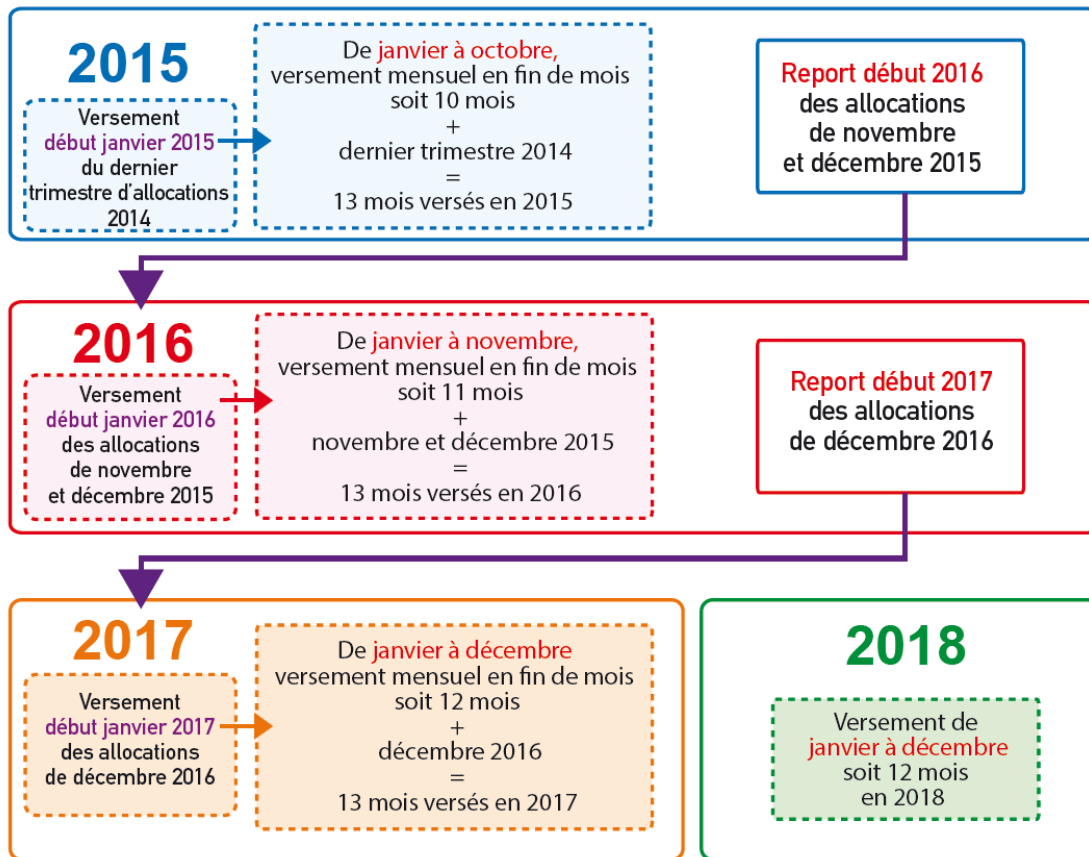 2015
Versement
début janvier 2015
du dernier
trimestre d'allocations
2014
De janvier à octobre,
versement mensuel en fin de mois
soit 10 mois
+
dernier trimestre 2014
=
13 mois versés en 2015
Report début 2016
des allocations
de novembre
et décembre 2015
2016
Versement
début janvier 2016
des allocations
de novembre
et décembre 2015
De janvier à novembre,
versement mensuel en fin de mois
soit 11 mois
+
novembre et décembre 2015
=
13 mois versés en 2016
Report début 2017
des allocations
de décembre 2016
2017
Versement
début janvier 2017
des allocations
de décembre 2016
De janvier à décembre
versement mensuel en fin de mois
soit 12 mois
+
décembre 2016
=
13 mois versés en 2017
2018
Versement de
janvier à décembre
soit 12 mois
en 2018